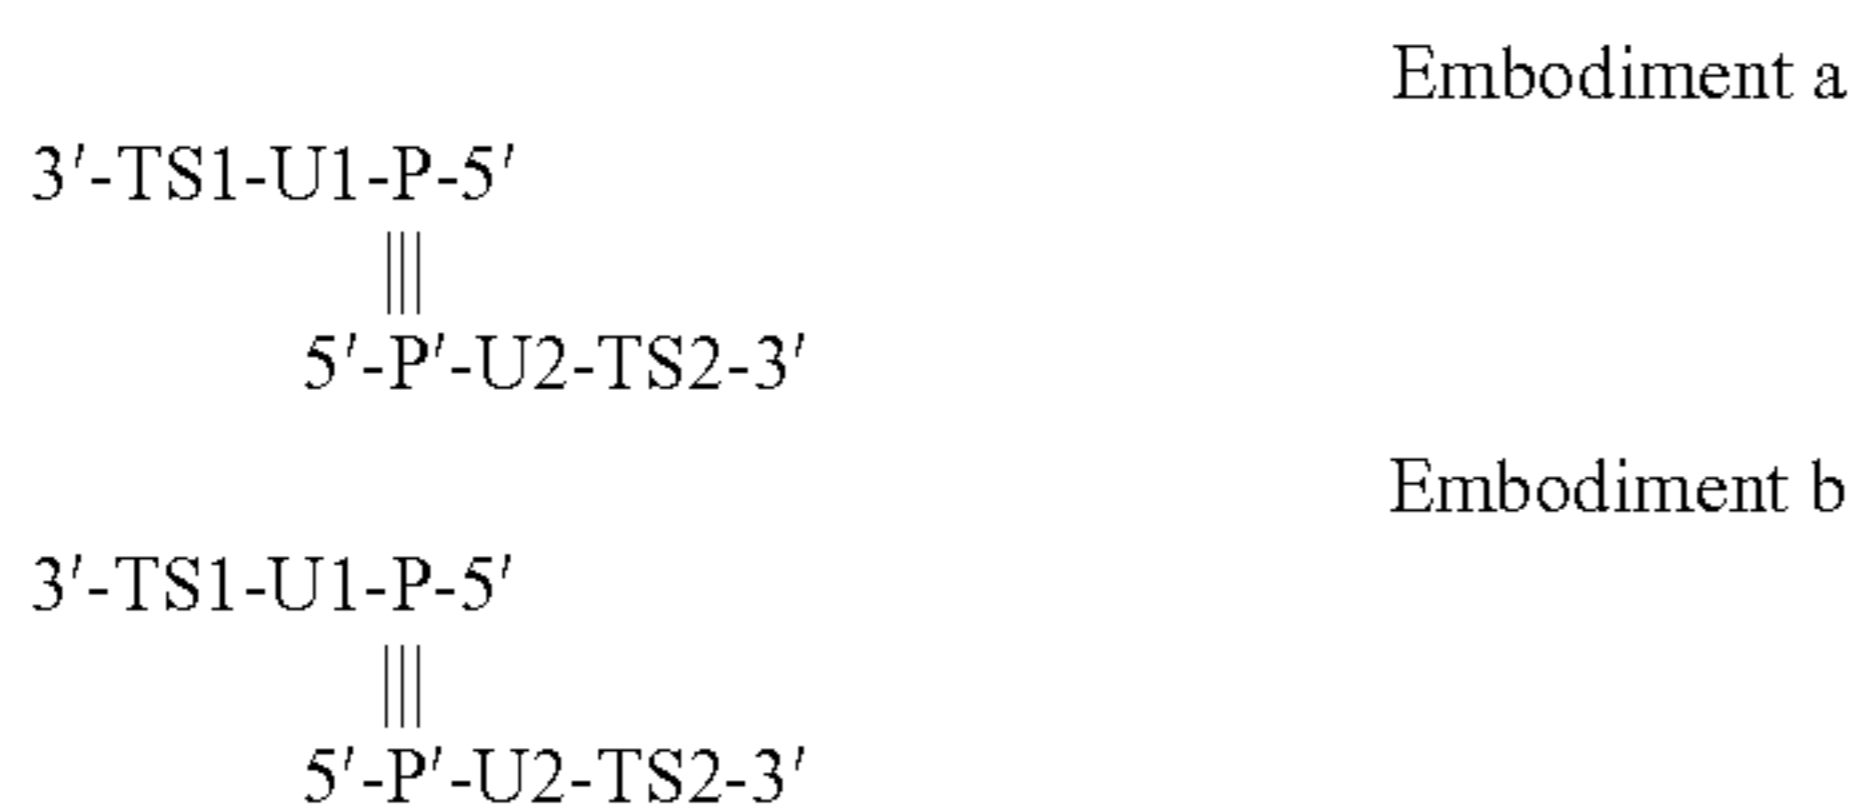 Embodiment a
3′-TS1-U1-P-5′
|||
5′-P′-U2-TS2-3′
Embodiment b
3′-TS1-U1-P-5′
|||
5′-P′-U2-TS2-3′